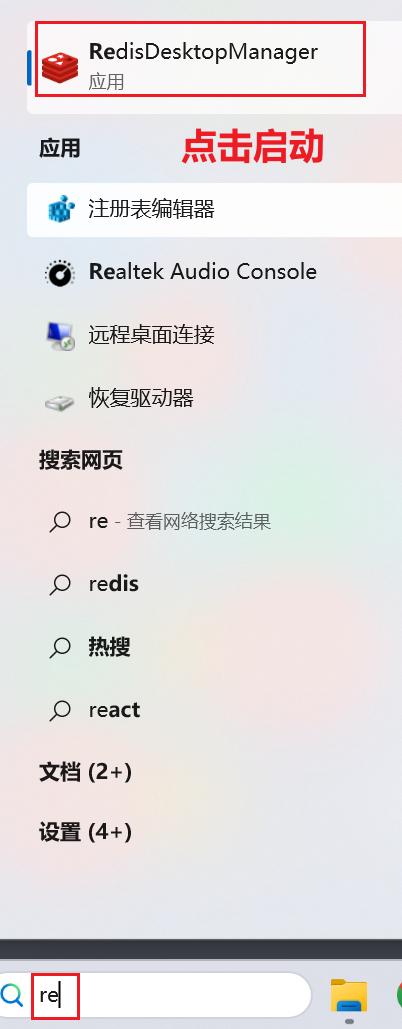 RedisDesktopManager
应用
应用
点击启动
注册表编辑器
Realtek Audio Console
远程桌面连接
恢复驱动器
搜索网页
re - 查看网络搜索结果
redis
热搜
react
文档 (2+)
设置 (4+)
re